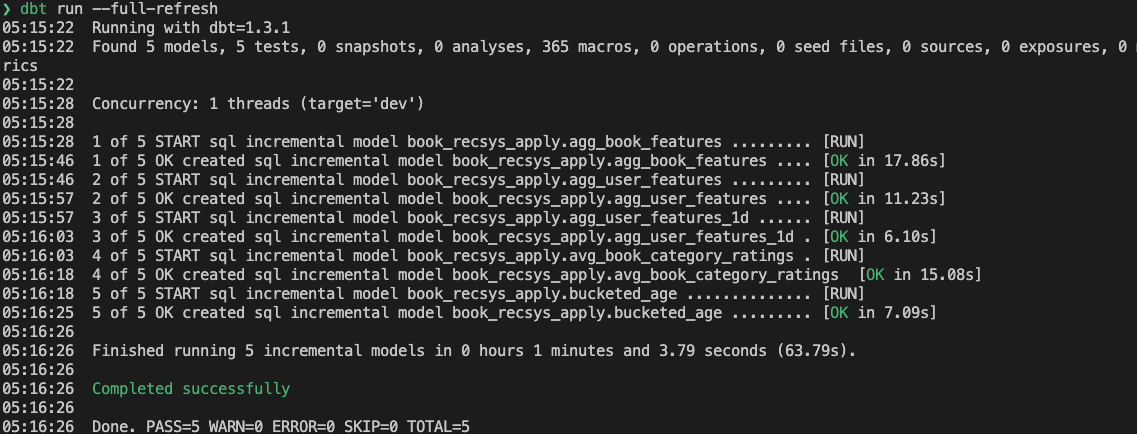 ❯ dbt run --full-refresh
05:15:22  Running with dbt=1.3.1
05:15:22  Found 5 models, 5 tests, 0 snapshots, 0 analyses, 365 macros, 0 operations, 0 seed files, 0 sources, 0 exposures, 0
rics
05:15:22
05:15:28  Concurrency: 1 threads (target='dev')
05:15:28
05:15:28  1 of 5 START sql incremental model book_recsys_apply.agg_book_features ......... [RUN]
05:15:46  1 of 5 OK created sql incremental model book_recsys_apply.agg_book_features .... [OK in 17.86s]
05:15:46  2 of 5 START sql incremental model book_recsys_apply.agg_user_features ......... [RUN]
05:15:57  2 of 5 OK created sql incremental model book_recsys_apply.agg_user_features .... [OK in 11.23s]
05:15:57  3 of 5 START sql incremental model book_recsys_apply.agg_user_features_1d ...... [RUN]
05:16:03  3 of 5 OK created sql incremental model book_recsys_apply.agg_user_features_1d . [OK in 6.10s]
05:16:03  4 of 5 START sql incremental model book_recsys_apply.avg_book_category_ratings . [RUN]
05:16:18  4 of 5 OK created sql incremental model book_recsys_apply.avg_book_category_ratings  [OK in 15.08s]
05:16:18  5 of 5 START sql incremental model book_recsys_apply.bucketed_age .............. [RUN]
05:16:25  5 of 5 OK created sql incremental model book_recsys_apply.bucketed_age ......... [OK in 7.09s]
05:16:26
05:16:26  Finished running 5 incremental models in 0 hours 1 minutes and 3.79 seconds (63.79s).
05:16:26
05:16:26  Completed successfully
05:16:26
05:16:26  Done. PASS=5 WARN=0 ERROR=0 SKIP=0 TOTAL=5